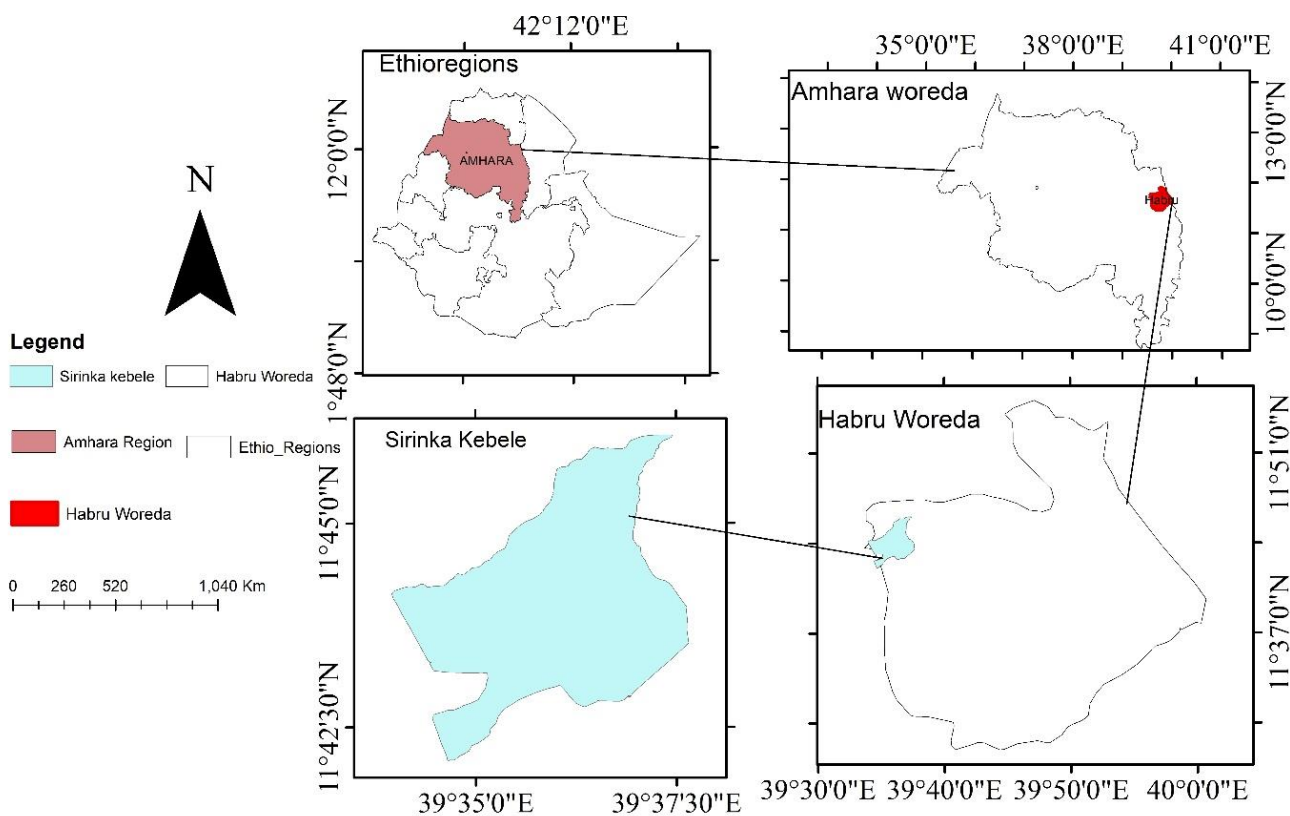 42°12'0"E
Ethioregions
AMHARA
12°0'0"N
1°48'0"N
35°0'0"E 38°0'0"E 41°0'0"E
Amhara woreda
Habru
13°0'0"N
10°0'0"N
N
Legend
Sirinka kebele Habru Woreda
Amhara Region Ethio_Regions
Habru Woreda
0 260 520 1,040 Km
Sirinka Kebele
11°45'0"N
11°42'30"N
39°35'0"E 39°37'30"E
Habru Woreda
11°51'0"N
11°37'0"N
39°30'0"E 39°40'0"E 39°50'0"E 40°0'0"E